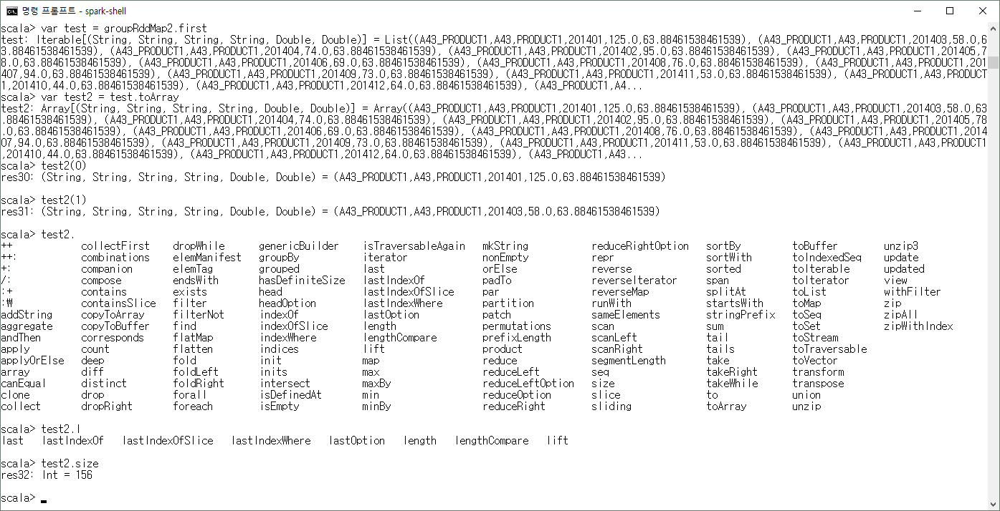 명령 프롬프트 - spark-shell
scala> var test = groupRddMap2.first
test: Iterable[(String, String, String, String, Double, Double)] = List((A43_PRODUCT1,A43,PRODUCT1,201401,125.0,63.88461538461539), (A43_PRODUCT1,A43,PRODUCT1,201403,58.0,6
3.88461538461539), (A43_PRODUCT1,A43,PRODUCT1,201404,74.0,63.88461538461539), (A43_PRODUCT1,A43,PRODUCT1,201402,95.0,63.88461538461539), (A43_PRODUCT1,A43,PRODUCT1,201405,7
8.0,63.88461538461539), (A43_PRODUCT1,A43,PRODUCT1,201406,69.0,63.88461538461539), (A43_PRODUCT1,A43,PRODUCT1,201408,76.0,63.88461538461539), (A43_PRODUCT1,A43,PRODUCT1,201
407,94.0,63.88461538461539), (A43_PRODUCT1,A43,PRODUCT1,201409,73.0,63.88461538461539), (A43_PRODUCT1,A43,PRODUCT1,201411,53.0,63.88461538461539), (A43_PRODUCT1,A43,PRODUCT
1,201410,44.0,63.88461538461539), (A43_PRODUCT1,A43,PRODUCT1,201412,64.0,63.88461538461539), (A43_PRODUCT1,A4...
scala> var test2 = test.toArray
test2: Array[(String, String, String, String, Double, Double)] = Array((A43_PRODUCT1,A43,PRODUCT1,201401,125.0,63.88461538461539), (A43_PRODUCT1,A43,PRODUCT1,201403,58.0,63
.88461538461539), (A43_PRODUCT1,A43,PRODUCT1,201404,74.0,63.88461538461539), (A43_PRODUCT1,A43,PRODUCT1,201402,95.0,63.88461538461539), (A43_PRODUCT1,A43,PRODUCT1,201405,78
.0,63.88461538461539), (A43_PRODUCT1,A43,PRODUCT1,201406,69.0,63.88461538461539), (A43_PRODUCT1,A43,PRODUCT1,201408,76.0,63.88461538461539), (A43_PRODUCT1,A43,PRODUCT1,2014
07,94.0,63.88461538461539), (A43_PRODUCT1,A43,PRODUCT1,201409,73.0,63.88461538461539), (A43_PRODUCT1,A43,PRODUCT1,201411,53.0,63.88461538461539), (A43_PRODUCT1,A43,PRODUCT1
,201410,44.0,63.88461538461539), (A43_PRODUCT1,A43,PRODUCT1,201412,64.0,63.88461538461539), (A43_PRODUCT1,A43...
scala> test2(0)
res30: (String, String, String, String, Double, Double) = (A43_PRODUCT1,A43,PRODUCT1,201401,125.0,63.88461538461539)
scala> test2(1)
res31: (String, String, String, String, Double, Double) = (A43_PRODUCT1,A43,PRODUCT1,201403,58.0,63.88461538461539)
scala> test2.
++ collectFirst dropWhile genericBuilder isTraversableAgain mkString reduceRightOption sortBy toBuffer unzip3
++: combinations elemManifest groupBy iterator nonEmpty repr sortWith toIndexedSeq update
+: companion elemTag grouped last orElse reverse sorted toIterable updated
/: compose endsWith hasDefiniteSize lastIndexOf padTo reverseIterator span toIterator view
:+ contains exists head lastIndexOfSlice par reverseMap splitAt toList withFilter
:₩ containsSlice filter headOption lastIndexWhere partition runWith startsWith toMap zip
addString copyToArray filterNot indexOf lastOption patch sameElements stringPrefix toSeq zipAll
aggregate copyToBuffer find indexOfSlice length permutations scan sum toSet zipWithIndex
andThen corresponds flatMap indexWhere lengthCompare prefixLength scanLeft tail toStream
apply count flatten indices lift product scanRight tails toTraversable
applyOrElse deep fold init map reduce segmentLength take toVector
array diff foldLeft inits max reduceLeft seq takeRight transform
canEqual distinct foldRight intersect maxBy reduceLeftOption size takeWhile transpose
clone drop forall isDefinedAt min reduceOption slice to union
collect dropRight foreach isEmpty minBy reduceRight sliding toArray unzip
scala> test2.l
last lastIndexOf lastIndexOfSlice lastIndexWhere lastOption length lengthCompare lift
scala> test2.size
res32: Int = 156
scala>